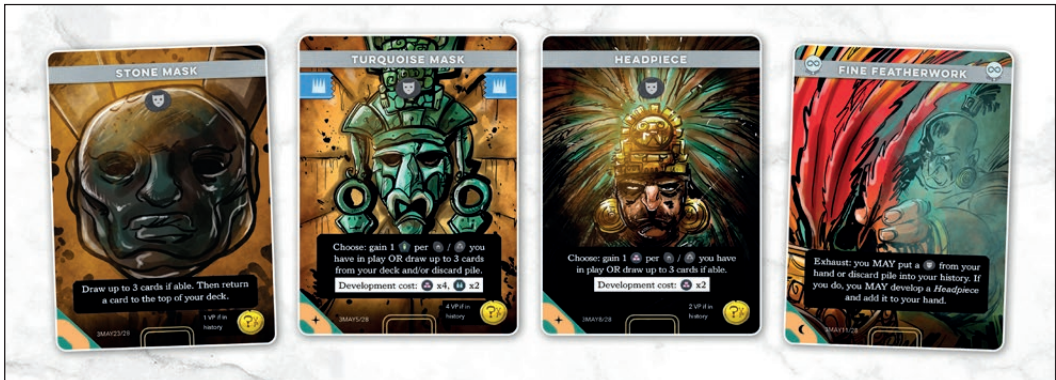 STONE MASK
Draw up to 3 cards if able. Then return
a card to the top of your deck.
3MAY23/28
1 VP if in
history
?
TURQUOISE MASK
Choose: gain 1 per / you
have in play OR draw up to 3 cards
from your deck and/or discard pile.
Development cost: x4, x2
3MAY5/28
4 VP if in
history
?
HEADPIECE
Choose: gain 1 per / you have
in play OR draw up to 3 cards if able.
Development cost: x2
3MAY8/28
2 VP if in
history
?
FINE FEATHERWORK
Exhaust: you MAY put a from your
hand or discard pile into your history. If
you do, you MAY develop a Headpiece
and add it to your hand.
3MAY11/28